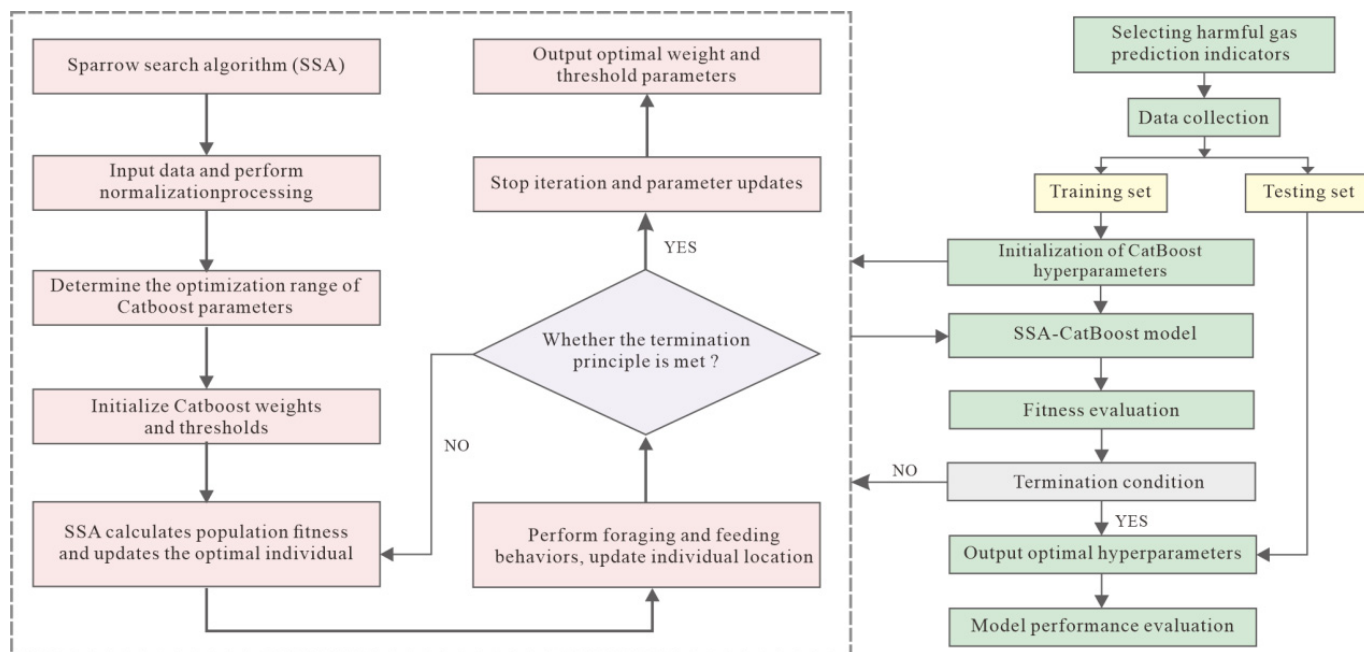 Sparrow search algorithm (SSA)
Input data and perform
normalizationprocessing
Determine the optimization range of
Catboost parameters
Initialize Catboost weights
and thresholds
SSA calculates population fitness
and updates the optimal individual
Output optimal weight and
threshold parameters
Stop iteration and parameter updates
YES
Whether the termination
principle is met ?
NO
Perform foraging and feeding
behaviors, update individual location
Selecting harmful gas
prediction indicators
Data collection
Training set
Testing set
Initialization of CatBoost
hyperparameters
SSA-CatBoost model
Fitness evaluation
NO
Termination condition
YES
Output optimal hyperparameters
Model performance evaluation